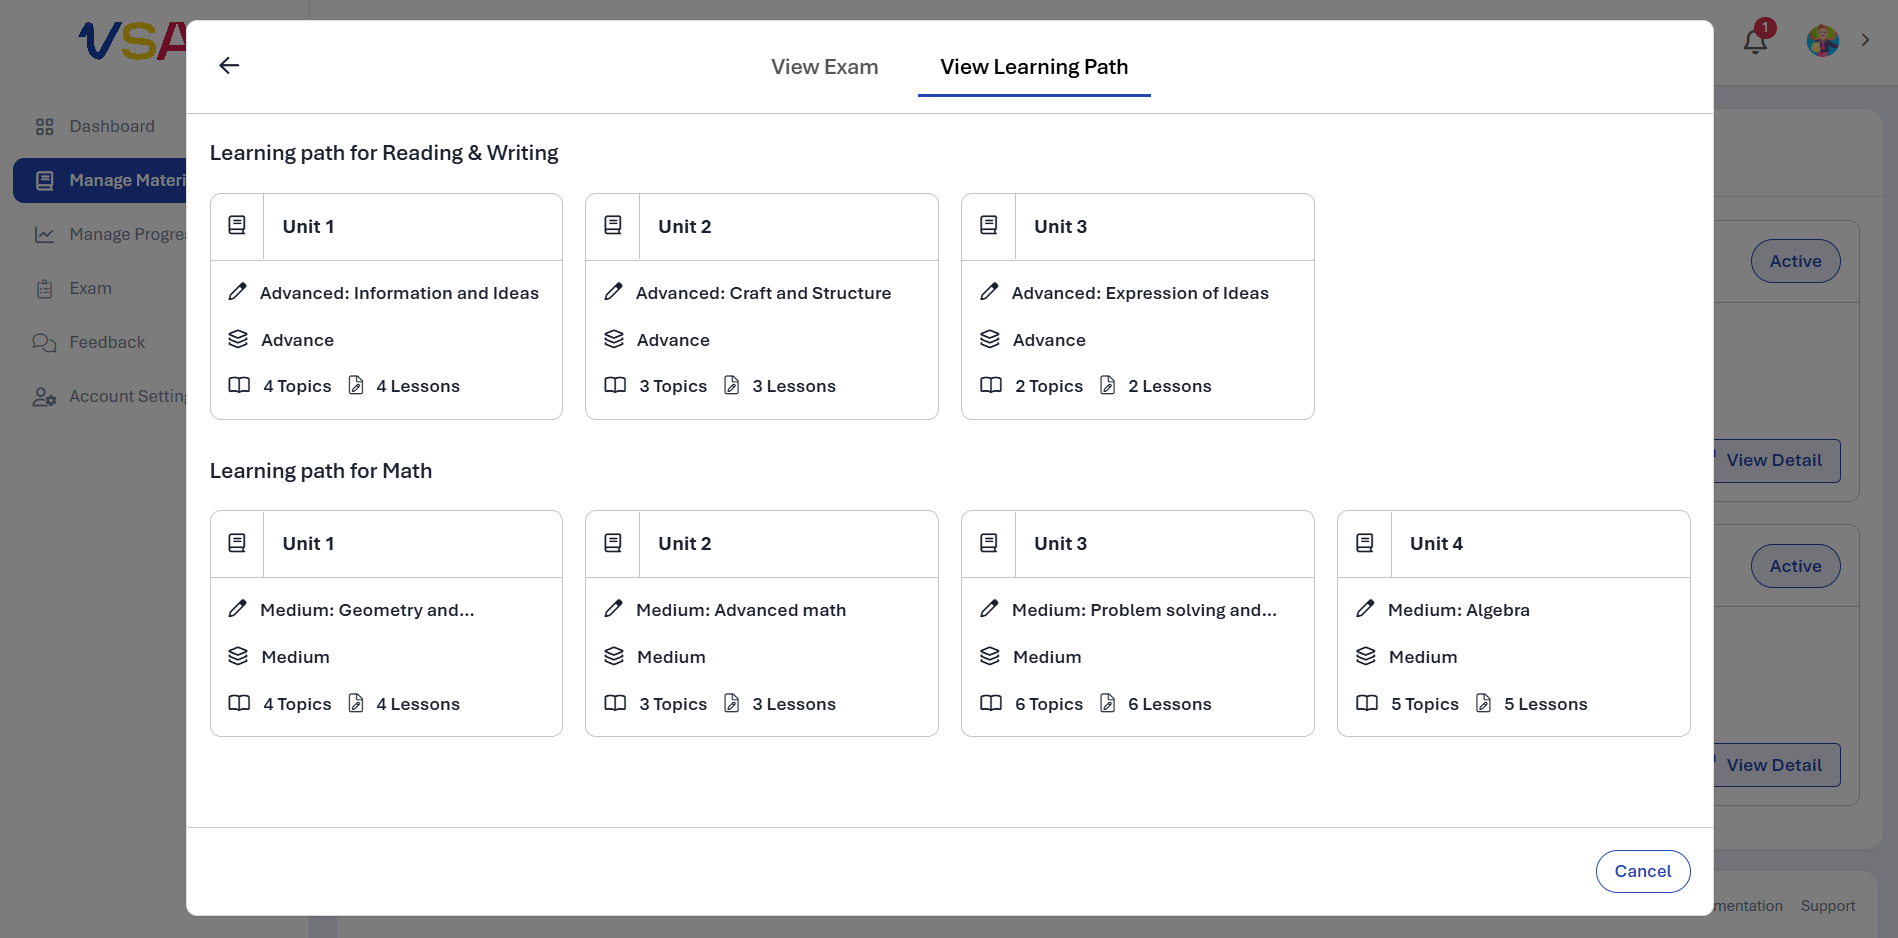 VSA
1
Dashboard
Manage Materi
Manage Progres
Exam
Feedback
Account Setting
View Exam
View Learning Path
Learning path for Reading & Writing
Unit 1
Advanced: Information and Ideas
Advance
4 Topics 4 Lessons
Unit 2
Advanced: Craft and Structure
Advance
3 Topics 3 Lessons
Unit 3
Advanced: Expression of Ideas
Advance
2 Topics 2 Lessons
Learning path for Math
Unit 1
Medium: Geometry and...
Medium
4 Topics 4 Lessons
Unit 2
Medium: Advanced math
Medium
3 Topics 3 Lessons
Unit 3
Medium: Problem solving and...
Medium
6 Topics 6 Lessons
Unit 4
Medium: Algebra
Medium
5 Topics 5 Lessons
Cancel
Active
View Detail
Active
View Detail
mentation Support